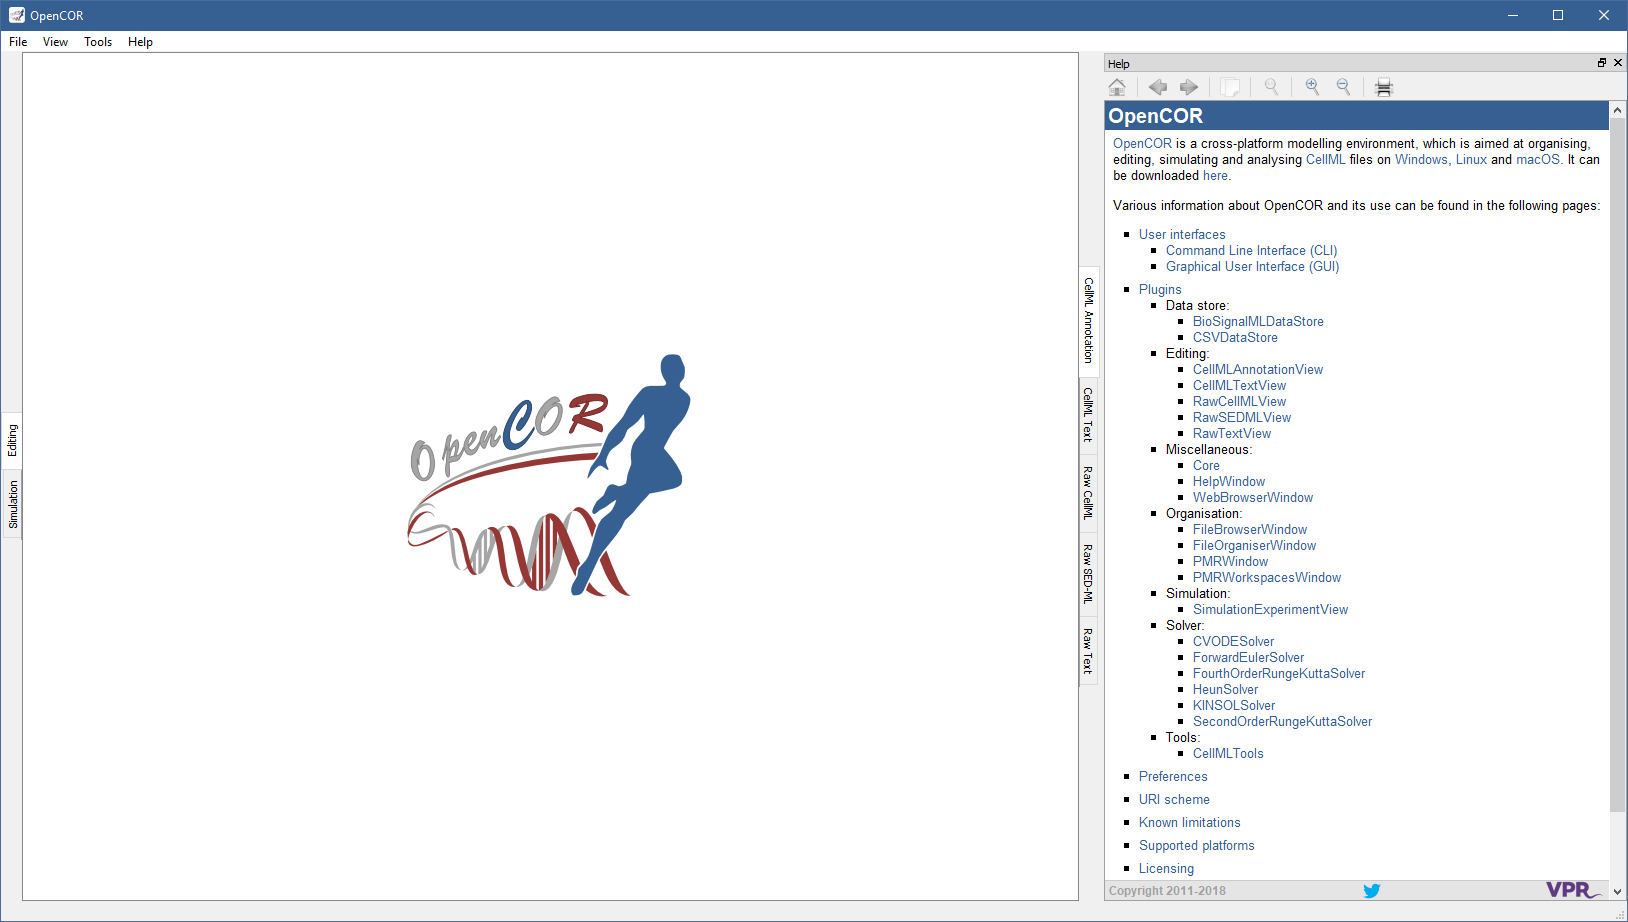 OpenCOR
File View Tools Help
Editing
Simulation
OpenCOR
CellML Annotation
CellML Text
Raw CellML
Raw SED-ML
Raw Text
Help
OpenCOR
OpenCOR is a cross-platform modelling environment, which is aimed at organising,
editing, simulating and analysing CellML files on Windows, Linux and macOS. It can
be downloaded here.
Various information about OpenCOR and its use can be found in the following pages:
User interfaces
Command Line Interface (CLI)
Graphical User Interface (GUI)
Plugins
Data store:
BioSignalMLDataStore
CSVDataStore
Editing:
CellMLAnnotationView
CellMLTextView
RawCellMLView
RawSEDMLView
RawTextView
Miscellaneous:
Core
HelpWindow
WebBrowserWindow
Organisation:
FileBrowserWindow
FileOrganiserWindow
PMRWindow
PMRWorkspacesWindow
Simulation:
SimulationExperimentView
Solver:
CVODESolver
ForwardEulerSolver
FourthOrderRungeKuttaSolver
HeunSolver
KINSOLSolver
SecondOrderRungeKuttaSolver
Tools:
CellMLTools
Preferences
URI scheme
Known limitations
Supported platforms
Licensing
Copyright 2011-2018
VPR